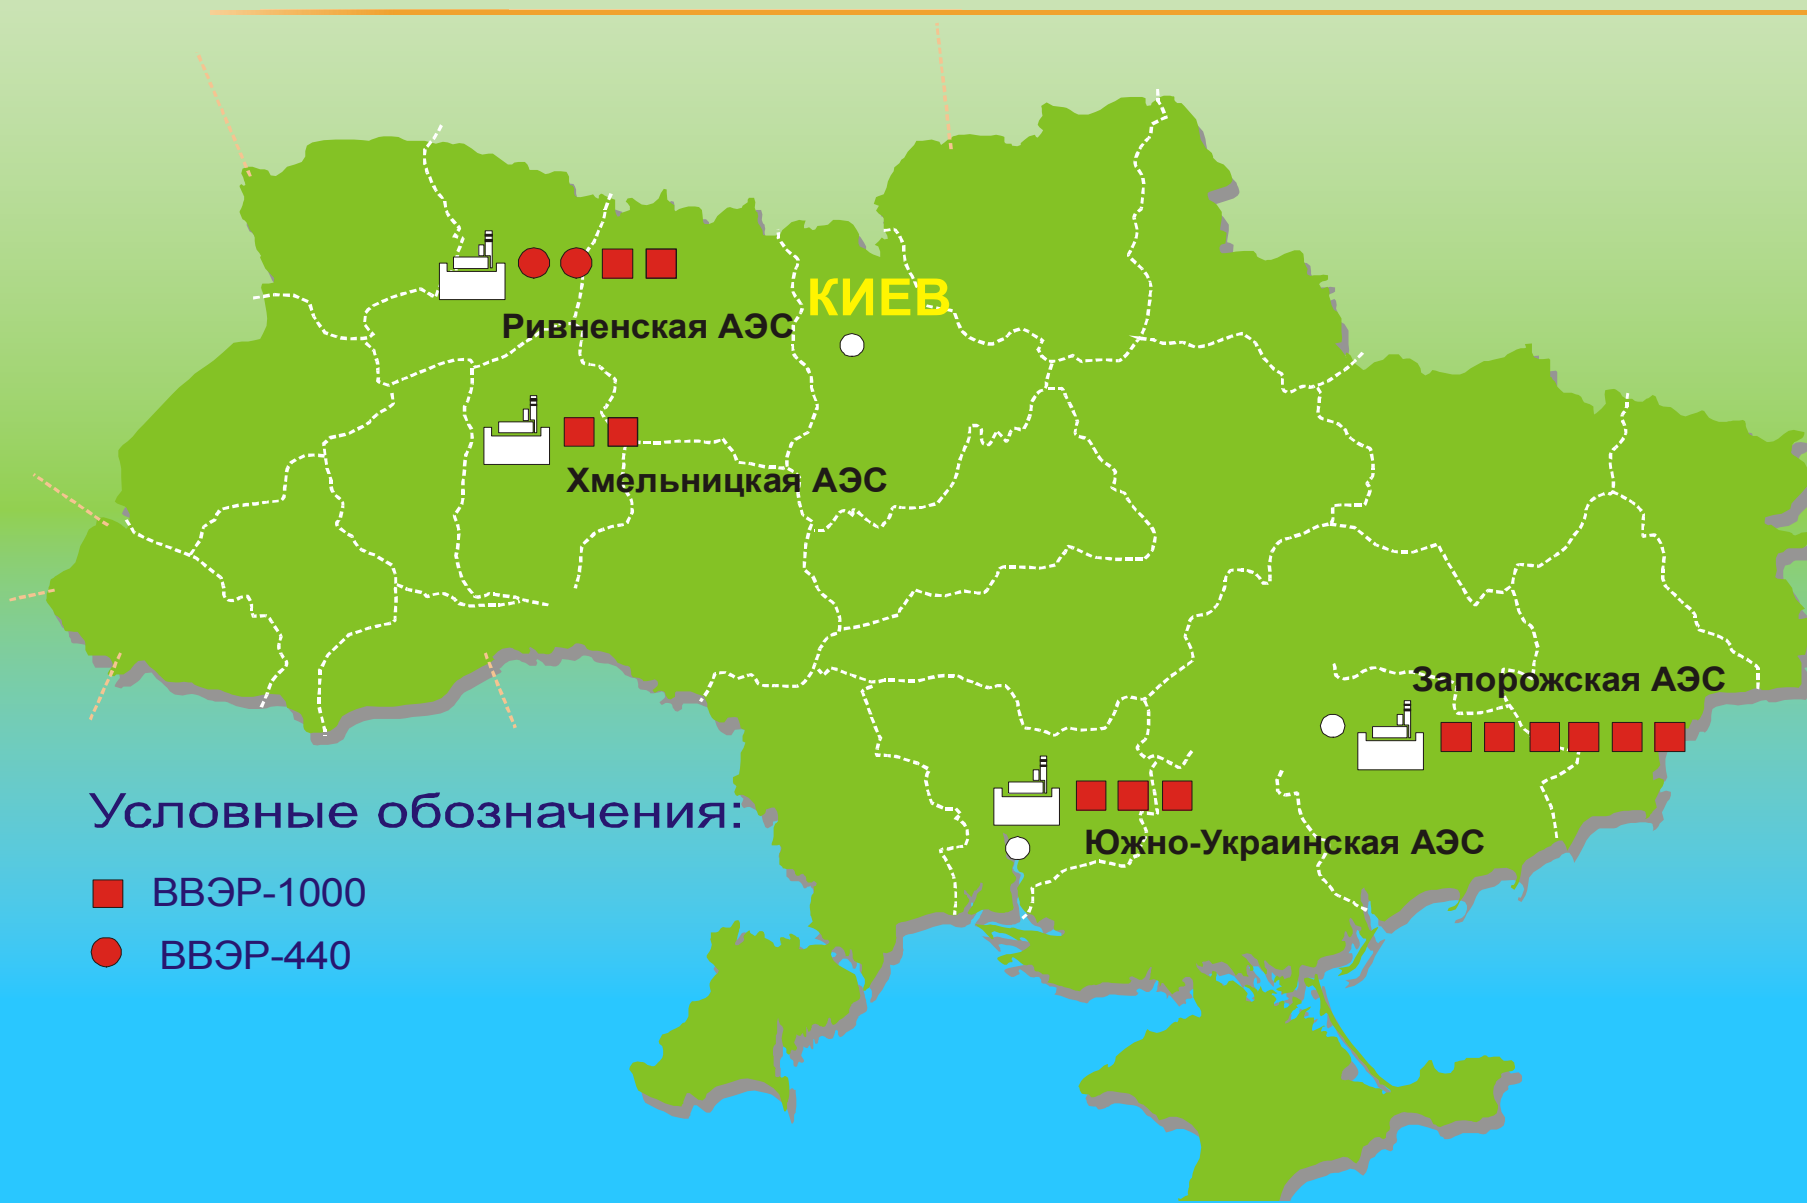 КИЕВ
Ривненская АЭС
Хмельницкая АЭС
Запорожская АЭС
Южно-Украинская АЭС
Условные обозначения:
ВВЭР-1000
ВВЭР-440